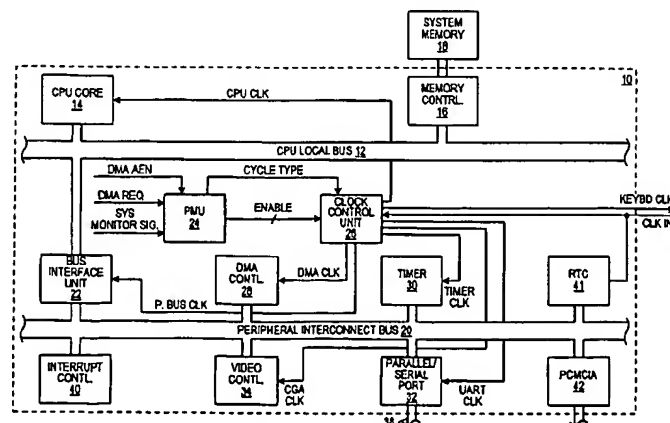 SYSTEM
MEMORY
18
CPU CORE
14
CPU CLK
MEMORY
CONTRL.
16
10
CPU LOCAL BUS 12
DMA AEN
CYCLE TYPE
DMA REQ
SYS
MONITOR SIG.
PMU
24
ENABLE
CLOCK
CONTROL
UNIT
26
KEYBD CLK
CLK IN
BUS
INTERFACE
UNIT
22
DMA
CONTL.
28
DMA CLK
TIMER
30
TIMER
CLK
RTC
41
P. BUS CLK
PERIPHERAL INTERCONNECT BUS 20
INTERRUPT
CONTL.
40
VIDEO
CONTL.
34
CGA
CLK
PARALLEL/
SERIAL
PORT
32
UART
CLK
PCMCIA
42